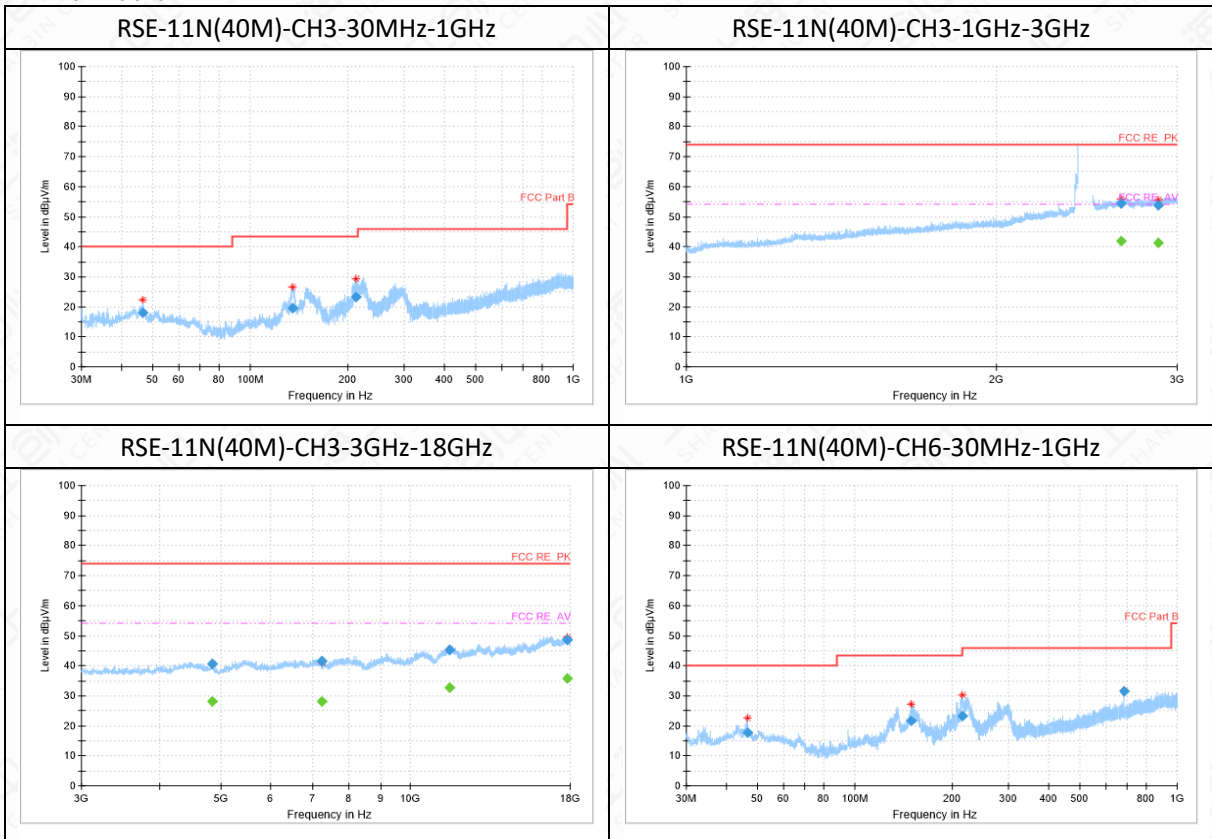 RSE-11N(40M)-CH3-30MHz-1GHz
RSE-11N(40M)-CH3-1GHz-3GHz
100
90
80
70
60
50
40
30
20
10
0
Level in dBµV/m
FCC Part B
30M 50 60 80 100M 200 300 400 500 800 1G
Frequency in Hz
100
90
80
70
60
50
40
30
20
10
0
Level in dBµV/m
FCC RE_PK
FCC RE_AV
1G 2G 3G
Frequency in Hz
RSE-11N(40M)-CH3-3GHz-18GHz
RSE-11N(40M)-CH6-30MHz-1GHz
100
90
80
70
60
50
40
30
20
10
0
Level in dBµV/m
FCC RE_PK
FCC RE_AV
3G 5G 6 7 8 9 10G 18G
Frequency in Hz
100
90
80
70
60
50
40
30
20
10
0
Level in dBµV/m
FCC Part B
30M 50 60 80 100M 200 300 400 500 800 1G
Frequency in Hz